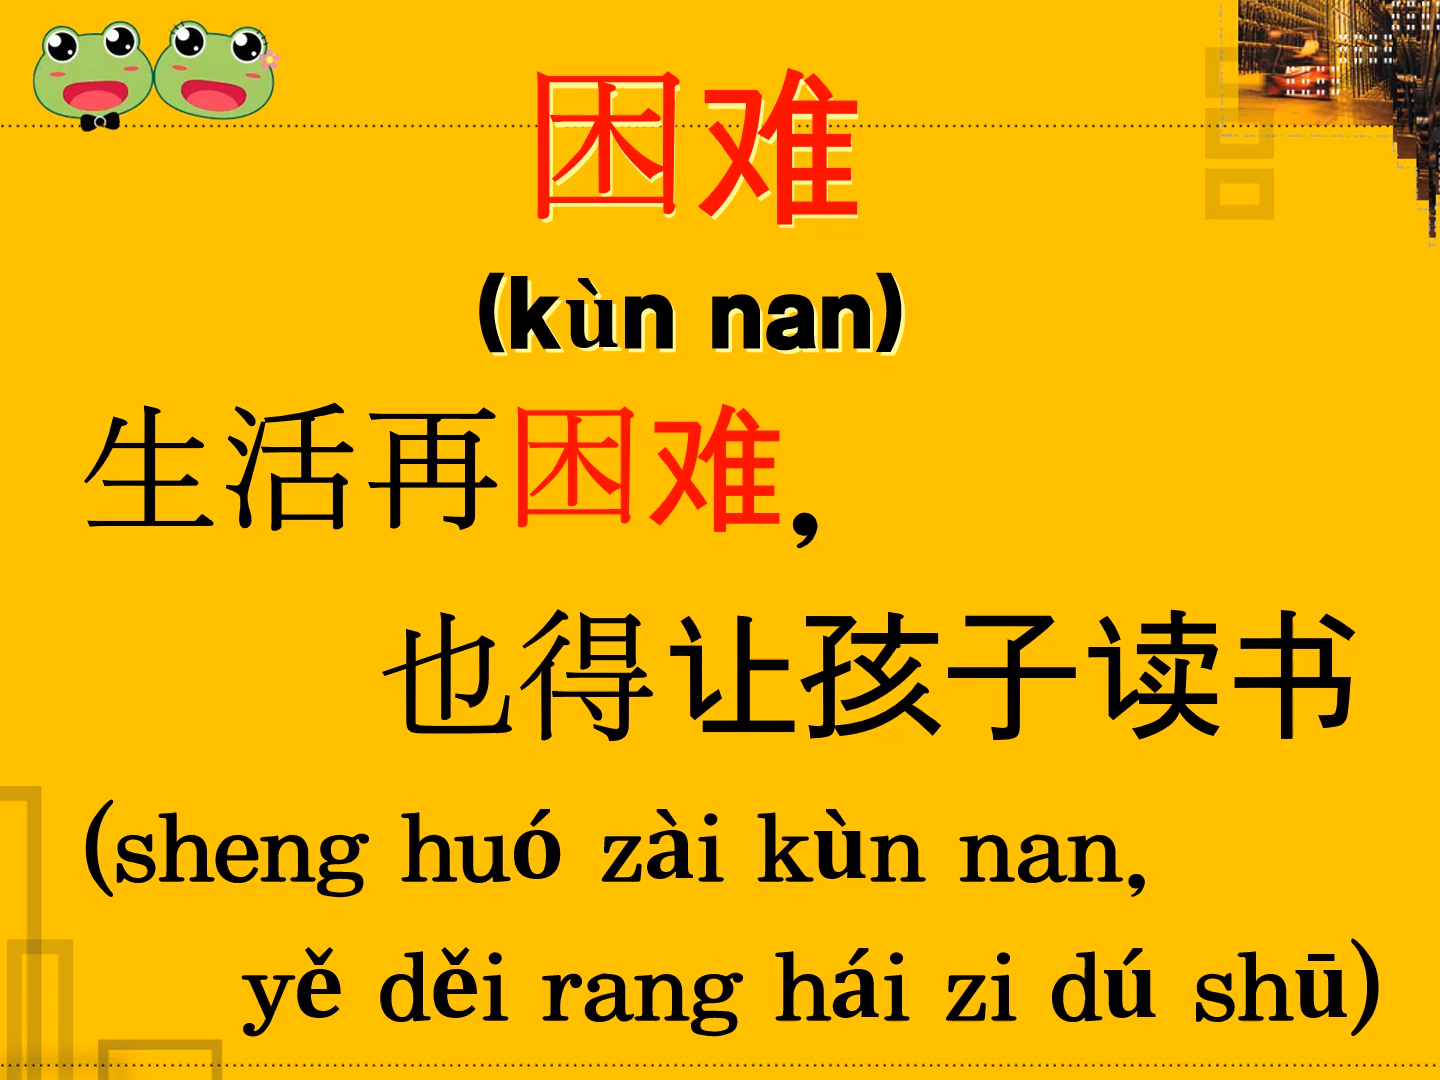 困难
(kùn nan)
生活再困难,
也得让孩子读书
(sheng huó zài kùn nan,
yě děi rang hái zi dú shū)